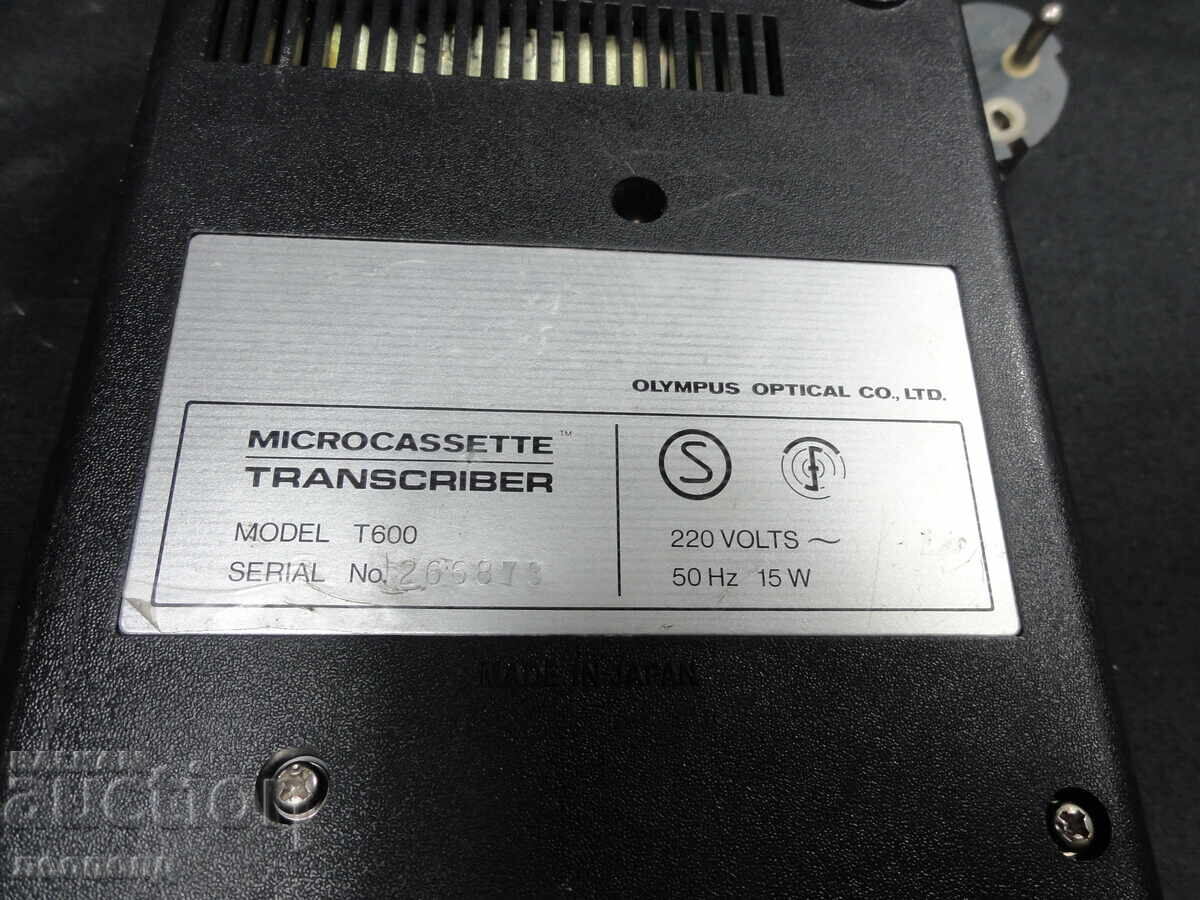 OLYMPUS OPTICAL CO., LTD.
MICROCASSETTE™
TRANSCRIBER
MODEL T600
SERIAL No.
S
220 VOLTS ~
50 Hz 15 W
MADE IN JAPAN
auction